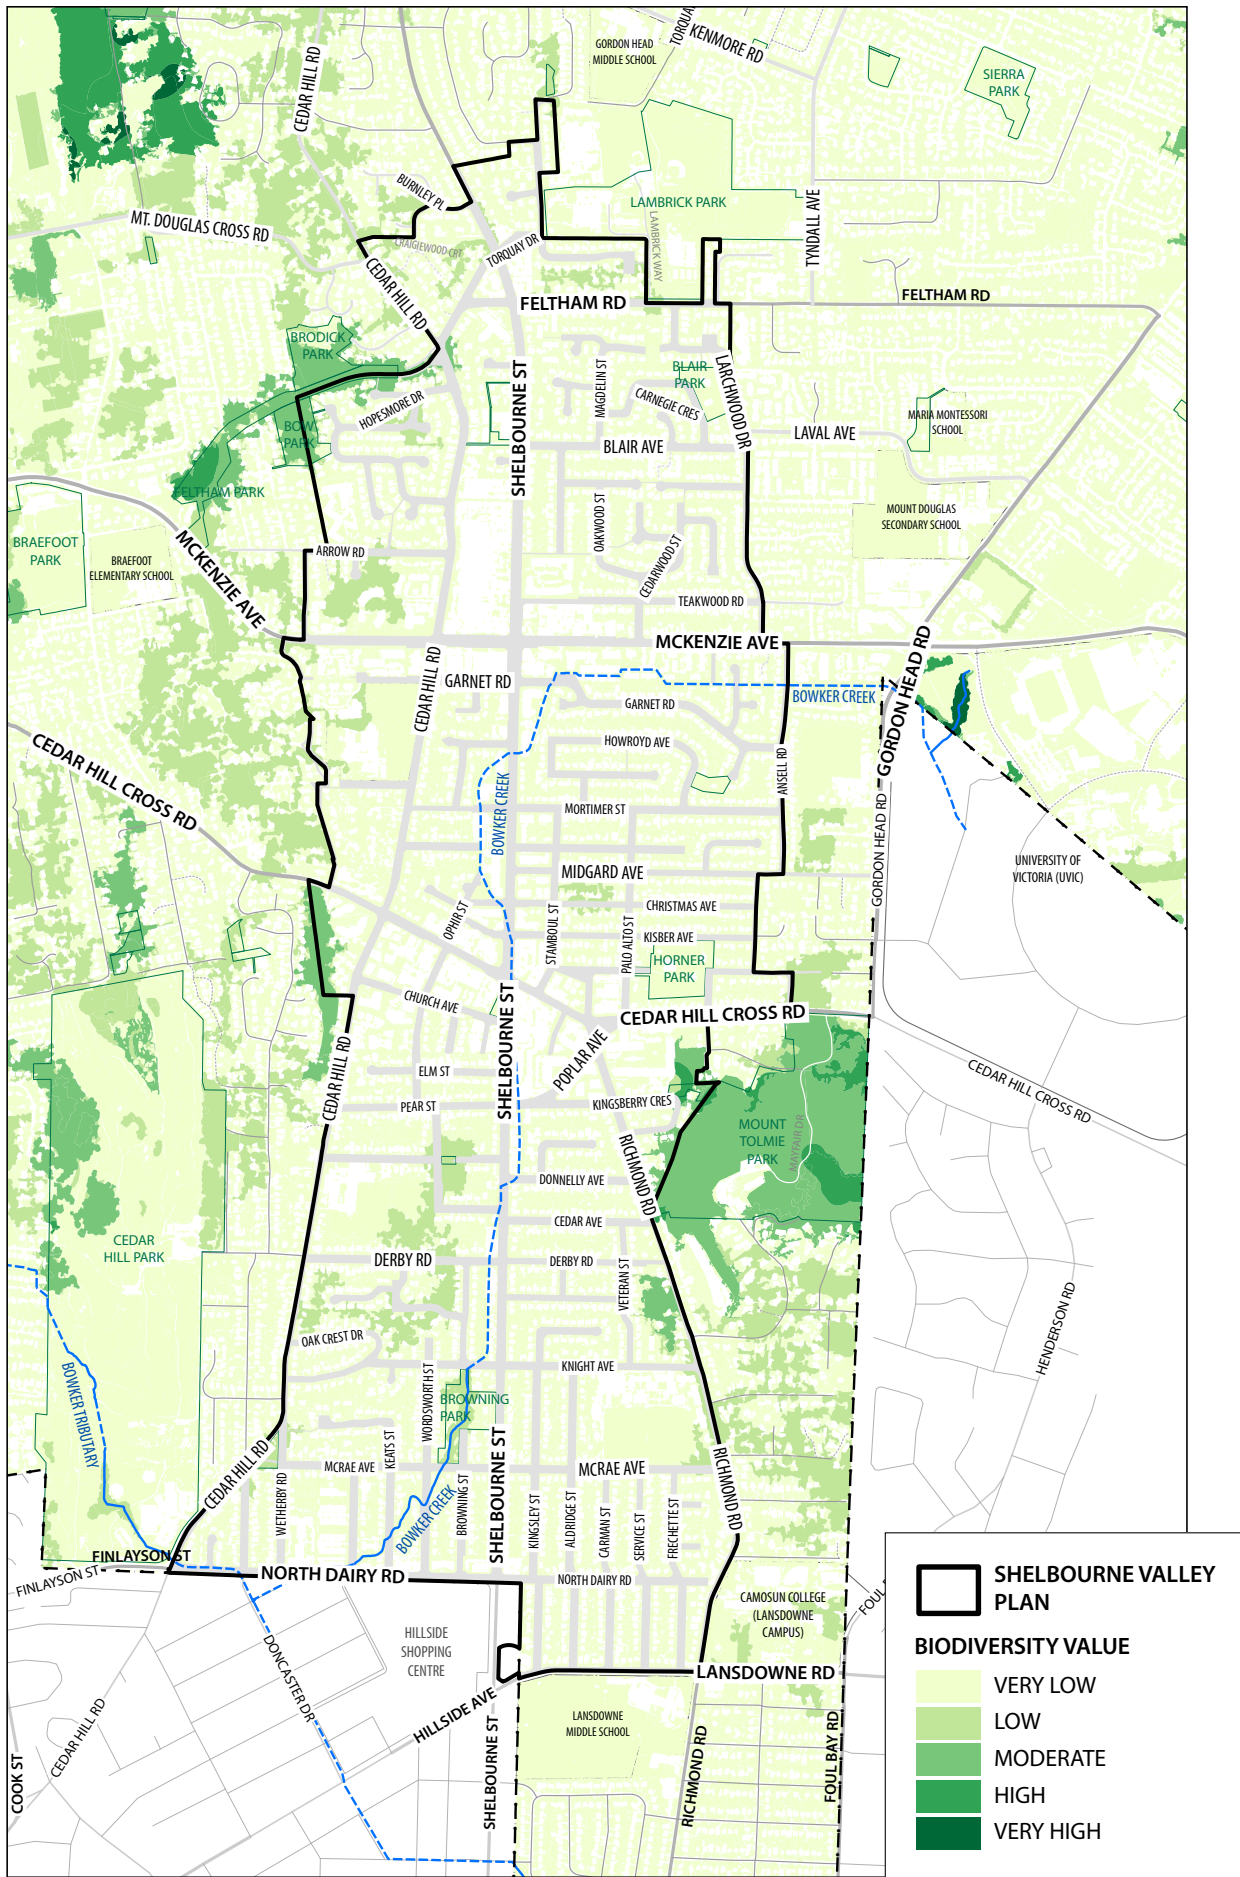 GORDON HEAD
MIDDLE SCHOOL
KENMORE RD
CEDAR HILL RD
SIERRA
PARK
BURNLEY PL
LAMBRICK PARK
MT. DOUGLAS CROSS RD
CRAIGIEWOOD CRT
TORQUAY DR
LAMBRICK WAY
TYNDALL AVE
CEDAR HILL RD
FELTHAM RD
FELTHAM RD
BRODICK
PARK
SHELBOURNE ST
MAGDELIN ST
BLAIR
PARK
LARCHWOOD DR
HOPESMORE DR
CARNEGIE CRES
BOW
PARK
BLAIR AVE
LAVAL AVE
MARIA MONTESSORI
SCHOOL
FELTHAM PARK
OAKWOOD ST
MOUNT DOUGLAS
SECONDARY SCHOOL
BRAEFOOT
PARK
BRAEFOOT
ELEMENTARY SCHOOL
MCKENZIE AVE
ARROW RD
CEDARWOOD ST
TEAKWOOD RD
MCKENZIE AVE
GORDON HEAD RD
CEDAR HILL RD
GARNET RD
BOWKER CREEK
GARNET RD
CEDAR HILL CROSS RD
HOWROYD AVE
ANSELL RD
BOWKER CREEK
MORTIMER ST
GORDON HEAD RD
MIDGARD AVE
UNIVERSITY OF
VICTORIA (UVIC)
OPHIR ST
STAMBOUL ST
PALO ALTO ST
CHRISTMAS AVE
KISBER AVE
HORNER
PARK
CHURCH AVE
SHELBOURNE ST
CEDAR HILL CROSS RD
CEDAR HILL RD
POPLAR AVE
CEDAR HILL CROSS RD
ELM ST
PEAR ST
KINGSBERRY CRES
MOUNT
TOLMIE
PARK
MAYFAIR DR
RICHMOND RD
DONNELLY AVE
CEDAR AVE
CEDAR
HILL PARK
DERBY RD
DERBY RD
VETERAN ST
HENDERSON RD
OAK CREST DR
KNIGHT AVE
BOWKER TRIBUTARY
WORDSWORTH ST
BROWNING
PARK
KEATS ST
CEDAR HILL RD
MCRAE AVE
MCRAE AVE
RICHMOND RD
WETHERBY RD
BOWKER CREEK
BROWNING ST
SHELBOURNE ST
KINGSLEY ST
ALDRIDGE ST
CARMAN ST
SERVICE ST
FRECHETTE ST
FINLAYSON ST
FINLAYSON ST
NORTH DAIRY RD
NORTH DAIRY RD
CAMOSUN COLLEGE
(LANSDOWNE
CAMPUS)
HILLSIDE
SHOPPING
CENTRE
DONCASTER DR
LANSDOWNE RD
HILLSIDE AVE
CEDAR HILL RD
COOK ST
SHELBOURNE ST
LANSDOWNE
MIDDLE SCHOOL
RICHMOND RD
FOUL BAY RD
SHELBOURNE VALLEY
PLAN
BIODIVERSITY VALUE
VERY LOW
LOW
MODERATE
HIGH
VERY HIGH